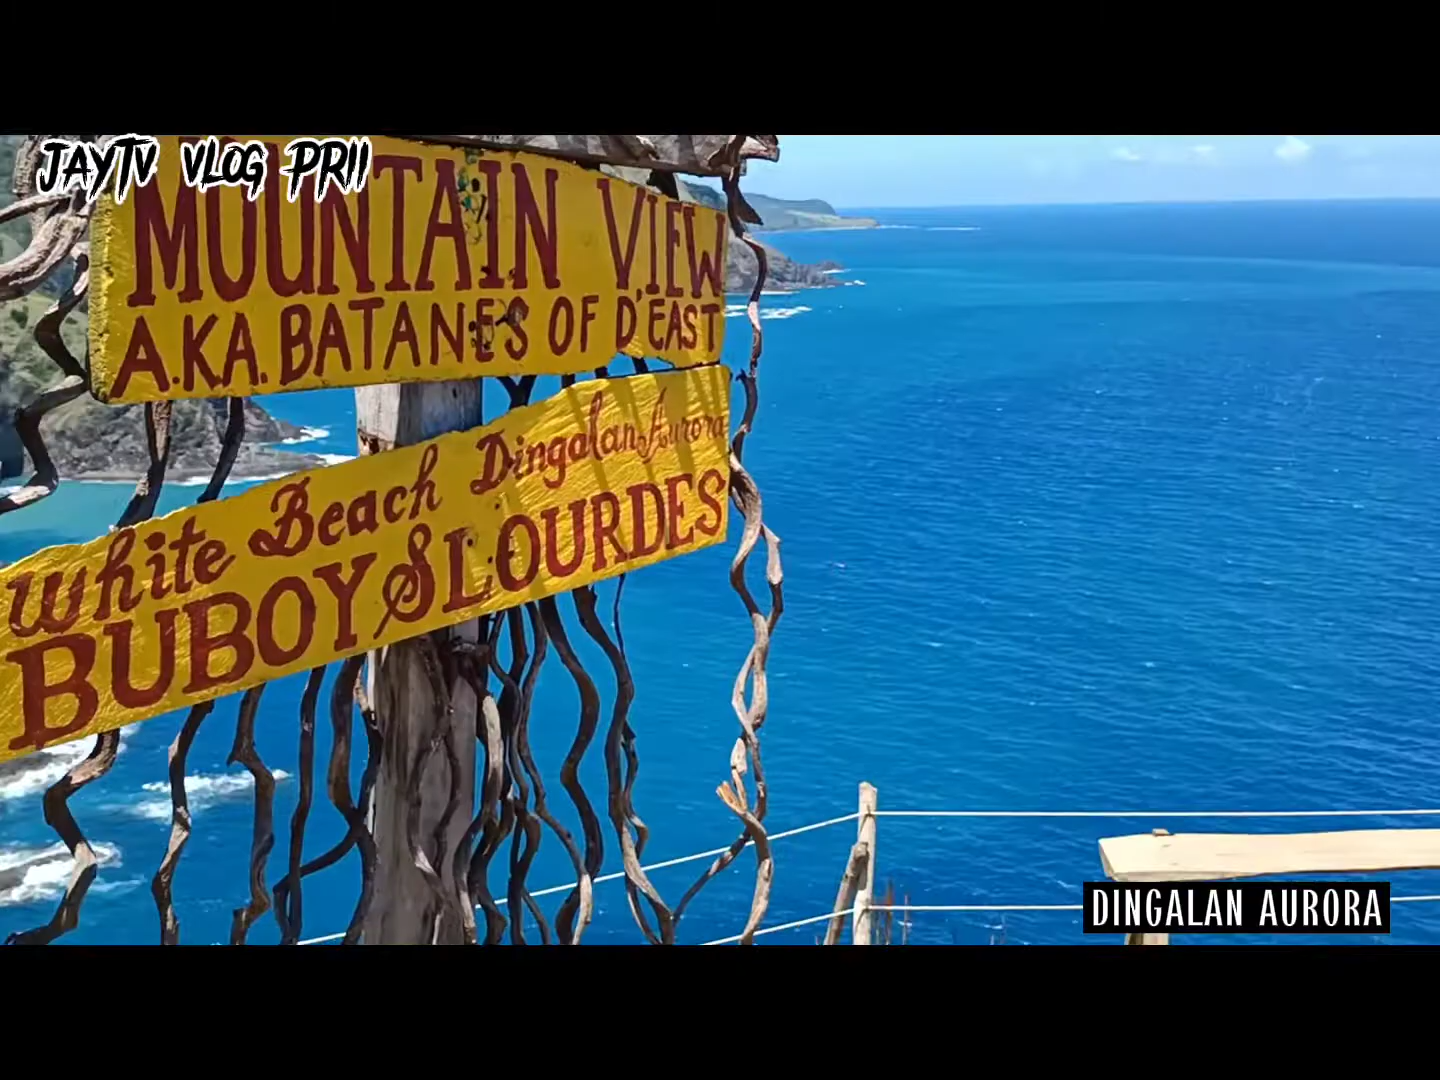 JAYTV VLOG PRII
MOUNTAIN VIEW
A.K.A. BATANES OF D'EAST
White Beach Dingalan Aurora
BUBOY & LOURDES
DINGALAN AURORA